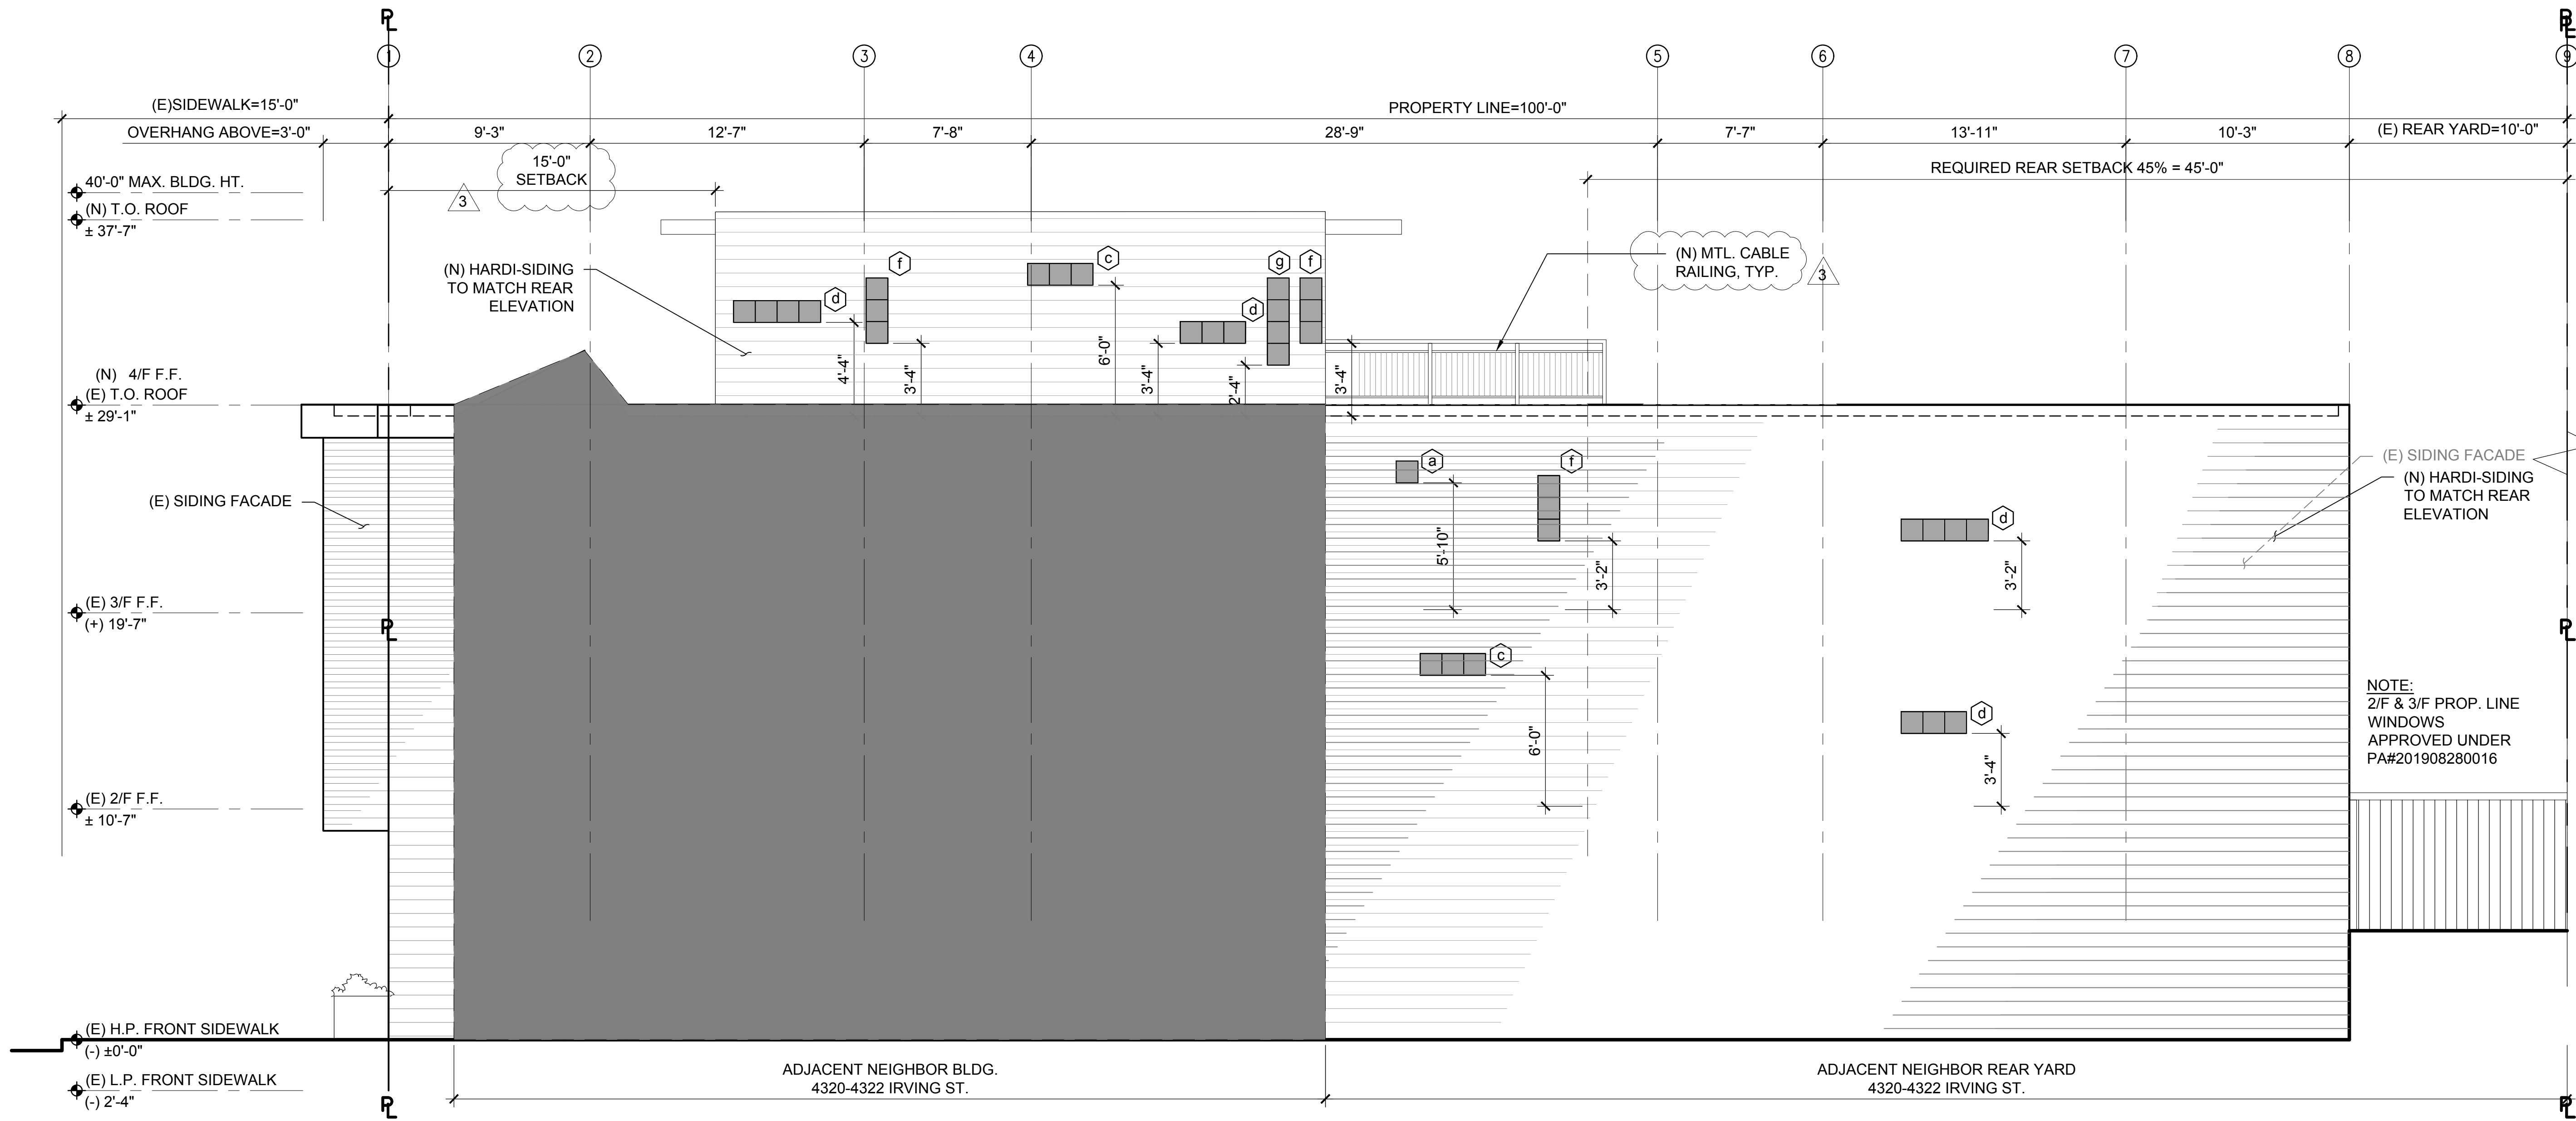 PL
PL
1
2
3
4
5
6
7
8
9
(E)SIDEWALK=15'-0"
PROPERTY LINE=100'-0"
OVERHANG ABOVE=3'-0"
9'-3"
12'-7"
7'-8"
28'-9"
7'-7"
13'-11"
10'-3"
(E) REAR YARD=10'-0"
15'-0"
SETBACK
3
REQUIRED REAR SETBACK 45% = 45'-0"
40'-0" MAX. BLDG. HT.
(N) T.O. ROOF
± 37'-7"
(N) HARDI-SIDING
TO MATCH REAR
ELEVATION
d
f
c
d
g
f
(N) MTL. CABLE
RAILING, TYP.
3
4'-4"
3'-4"
6'-0"
3'-4"
2'-4"
3'-4"
(N) 4/F F.F.
(E) T.O. ROOF
± 29'-1"
(E) SIDING FACADE
a
f
d
5'-10"
3'-2"
3'-2"
(E) SIDING FACADE
(N) HARDI-SIDING
TO MATCH REAR
ELEVATION
(E) 3/F F.F.
(+) 19'-7"
PL
PL
c
d
6'-0"
3'-4"
NOTE:
2/F & 3/F PROP. LINE
WINDOWS
APPROVED UNDER
PA#201908280016
(E) 2/F F.F.
± 10'-7"
(E) H.P. FRONT SIDEWALK
(-) ±0'-0"
(E) L.P. FRONT SIDEWALK
(-) 2'-4"
PL
ADJACENT NEIGHBOR BLDG.
4320-4322 IRVING ST.
ADJACENT NEIGHBOR REAR YARD
4320-4322 IRVING ST.
PL